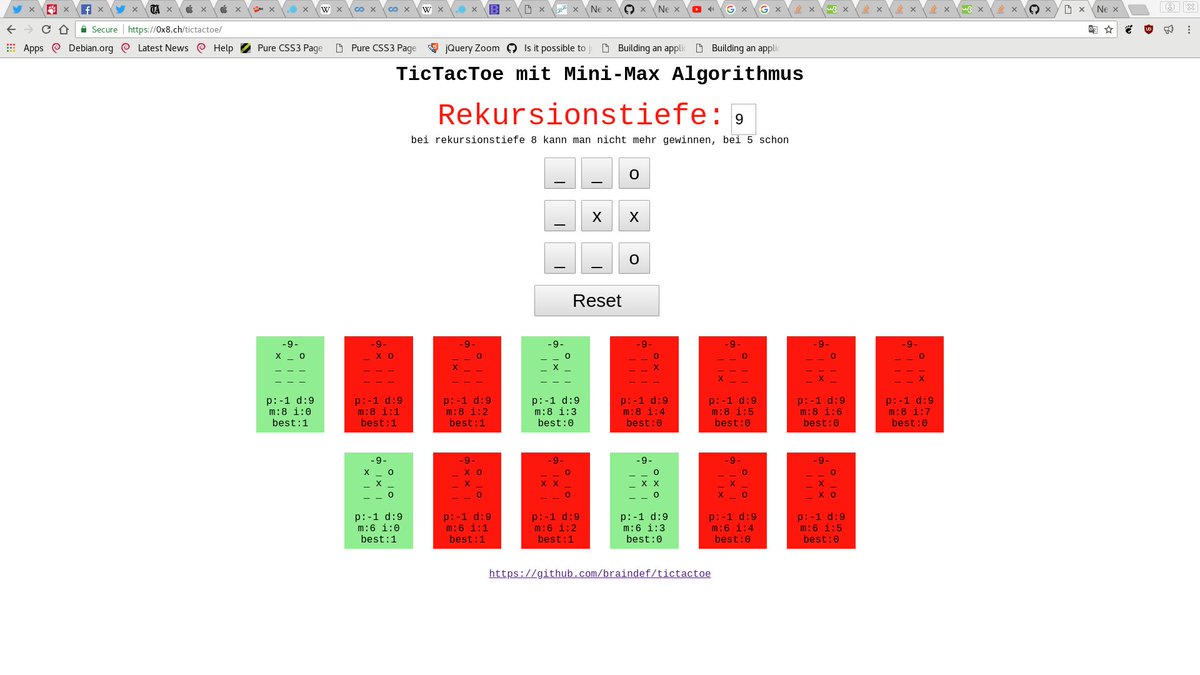 Ne
Ne
Ne
Secure | https://0x8.ch/tictactoe/
Apps Debian.org Latest News Help Pure CSS3 Page Pure CSS3 Page jQuery Zoom Is it possible to Building an appli Building an appli
TicTacToe mit Mini-Max Algorithmus
Rekursionstiefe: 9
bei rekursionstiefe 8 kann man nicht mehr gewinnen, bei 5 schon
_ _ o
_ x x
_ _ o
Reset
-9- -9- -9- -9- -9- -9- -9- -9-
x _ o _ x o _ _ o _ _ o _ _ o _ _ o _ _ o _ _ o
_ _ _ _ _ _ x _ _ _ x _ _ _ x _ _ _ _ _ _ _ _ _
_ _ _ _ _ _ _ _ _ _ _ _ _ _ _ x _ _ _ x _ _ _ x
p:-1 d:9 p:-1 d:9 p:-1 d:9 p:-1 d:9 p:-1 d:9 p:-1 d:9 p:-1 d:9 p:-1 d:9
m:8 i:0 m:8 i:1 m:8 i:2 m:8 i:3 m:8 i:4 m:8 i:5 m:8 i:6 m:8 i:7
best:1 best:1 best:1 best:0 best:0 best:0 best:0 best:0
-9- -9- -9- -9- -9- -9-
x _ o _ x o _ _ o _ _ o _ _ o _ _ o
_ x _ _ x _ x x _ _ x x _ x _ _ x _
_ _ o _ _ o _ _ o _ _ o x _ o _ x o
p:-1 d:9 p:-1 d:9 p:-1 d:9 p:-1 d:9 p:-1 d:9 p:-1 d:9
m:6 i:0 m:6 i:1 m:6 i:2 m:6 i:3 m:6 i:4 m:6 i:5
best:1 best:1 best:1 best:0 best:0 best:0
https://github.com/braindef/tictactoe